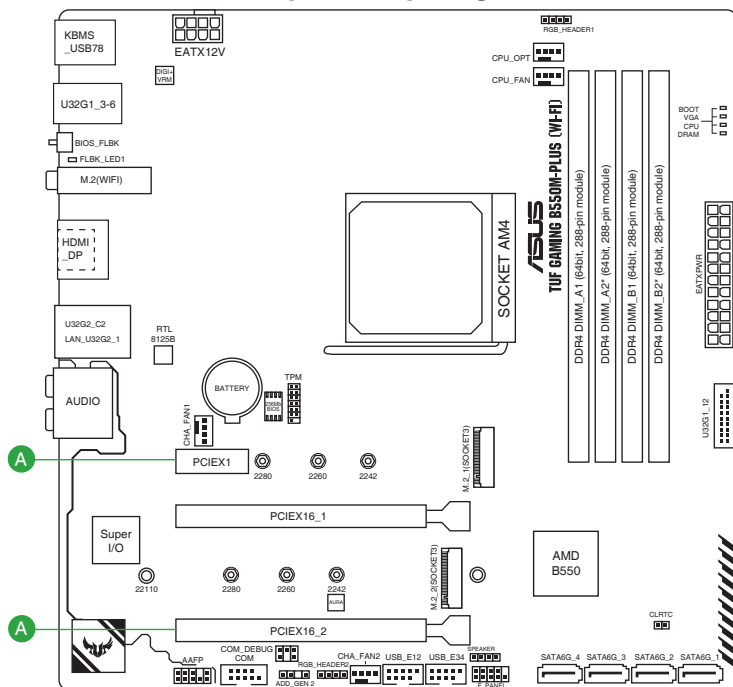 KBMS
_USB78
EATX12V
RGB_HEADER1
DIGI+
VRM
CPU_OPT
CPU_FAN
U32G1_3-6
BIOS_FLBK
FLBK_LED1
M.2(WIFI)
BOOT
VGA
CPU
DRAM
HDMI
_DP
SOCKET AM4
ASUS
TUF GAMING B550M-PLUS (WI-FI)
DDR4 DIMM_A1 (64bit, 288-pin module)
DDR4 DIMM_A2* (64bit, 288-pin module)
DDR4 DIMM_B1 (64bit, 288-pin module)
DDR4 DIMM_B2* (64bit, 288-pin module)
EATXPWR
U32G2_C2
LAN_U32G2_1
RTL
8125B
AUDIO
BATTERY
256Mb
BIOS
TPM
CHA_FAN1
U32G1_12
A
PCIEX1
2280
2260
2242
M.2_1(SOCKET3)
PCIEX16_1
Super
I/O
AMD
B550
22110
2280
2260
2242
AURA
M.2_2(SOCKET3)
A
PCIEX16_2
CLRTC
AAFP
COM_DEBUG
COM
ADD_GEN 2
RGB_HEADER2
CHA_FAN2
USB_E12
USB_E34
SPEAKER
F_PANEL
SATA6G_4
SATA6G_3
SATA6G_2
SATA6G_1